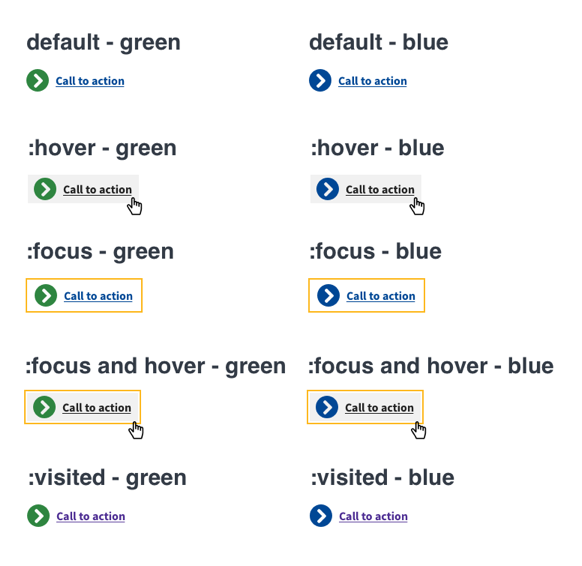 default - green
default - blue
Call to action
Call to action
:hover - green
:hover - blue
Call to action
Call to action
:focus - green
:focus - blue
Call to action
Call to action
:focus and hover - green
:focus and hover - blue
Call to action
Call to action
:visited - green
:visited - blue
Call to action
Call to action